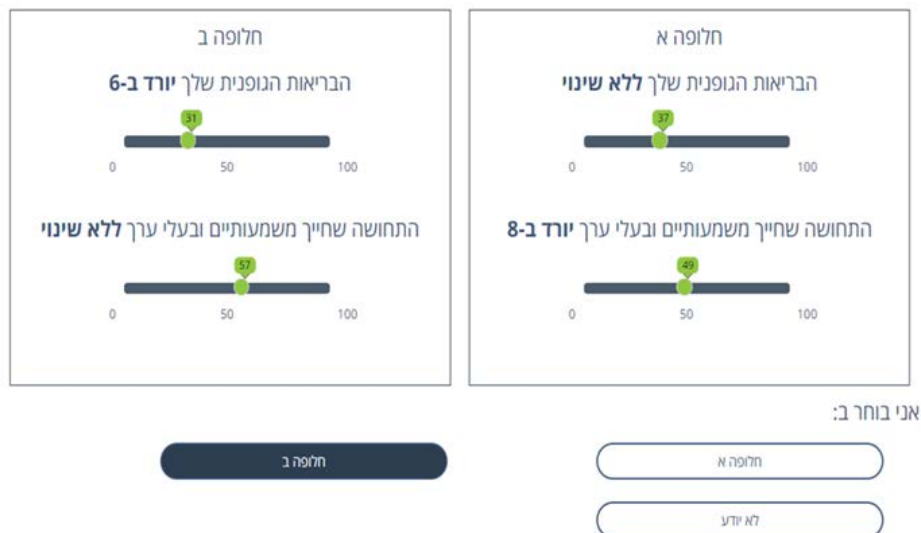 חלופה א
הבריאות הגופנית שלך ללא שינוי
37
0 50 100
התחושה שחייך משמעותיים ובעלי ערך יורד ב-8
49
0 50 100
חלופה ב
הבריאות הגופנית שלך יורד ב-6
31
0 50 100
התחושה שחייך משמעותיים ובעלי ערך ללא שינוי
57
0 50 100
אני בוחר ב:
חלופה א
חלופה ב
לא יודע